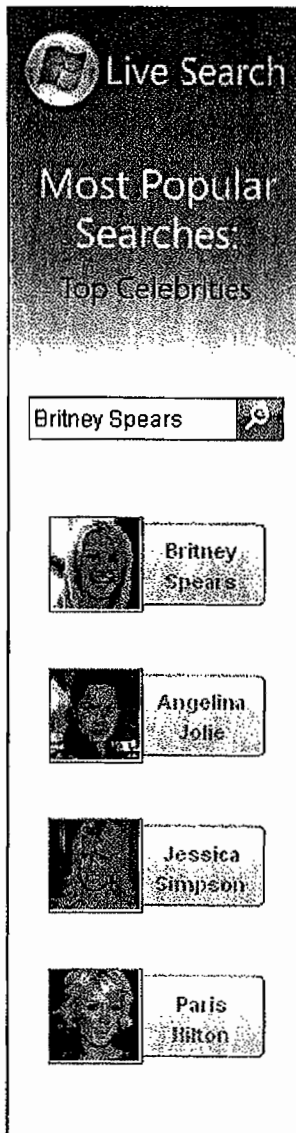 Live Search
Most Popular
Searches:
Top Celebrities
Britney Spears
Britney
Spears
Angelina
Jolie
Jessica
Simpson
Paris
Hilton